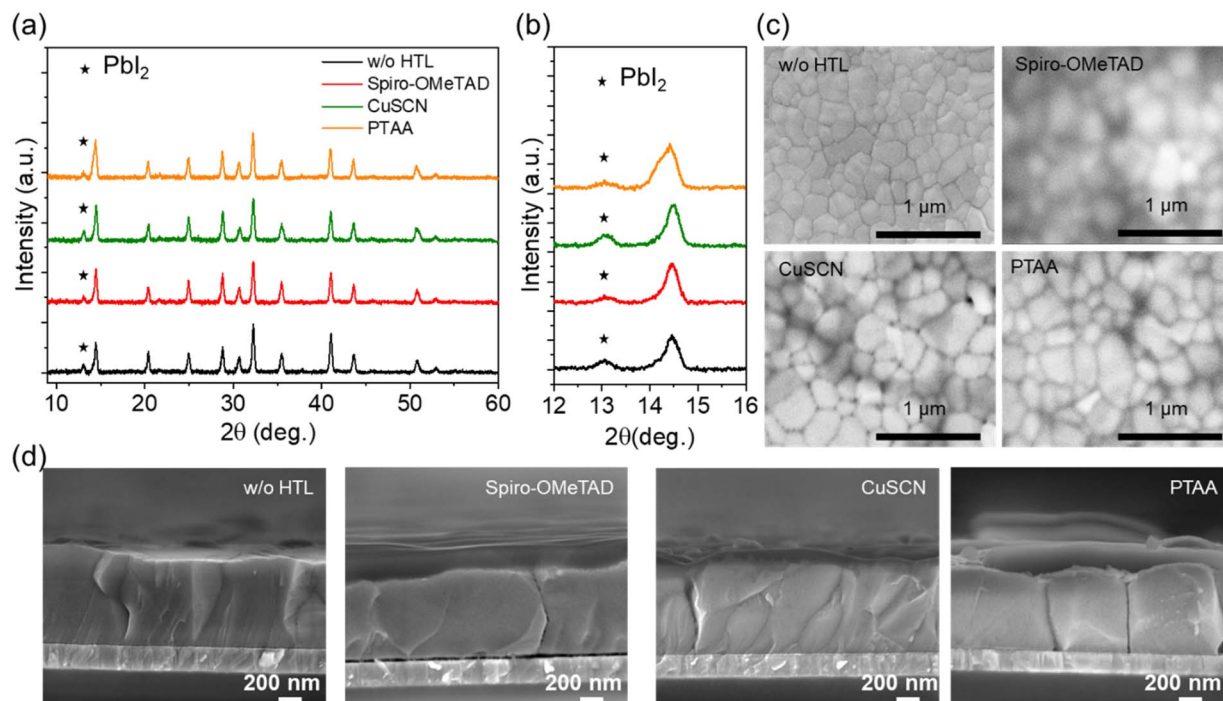 (a)
★ PbI₂
w/o HTL
Spiro-OMeTAD
CuSCN
PTAA
★
★
★
★
Intensity (a.u.)
10 20 30 40 50 60
2θ (deg.)
(b)
★ PbI₂
★
★
★
★
Intensity(a.u.)
12 13 14 15 16
2θ(deg.)
(c)
w/o HTL
1 µm
Spiro-OMeTAD
1 µm
CuSCN
1 µm
PTAA
1 µm
(d)
w/o HTL
200 nm
Spiro-OMeTAD
200 nm
CuSCN
200 nm
PTAA
200 nm